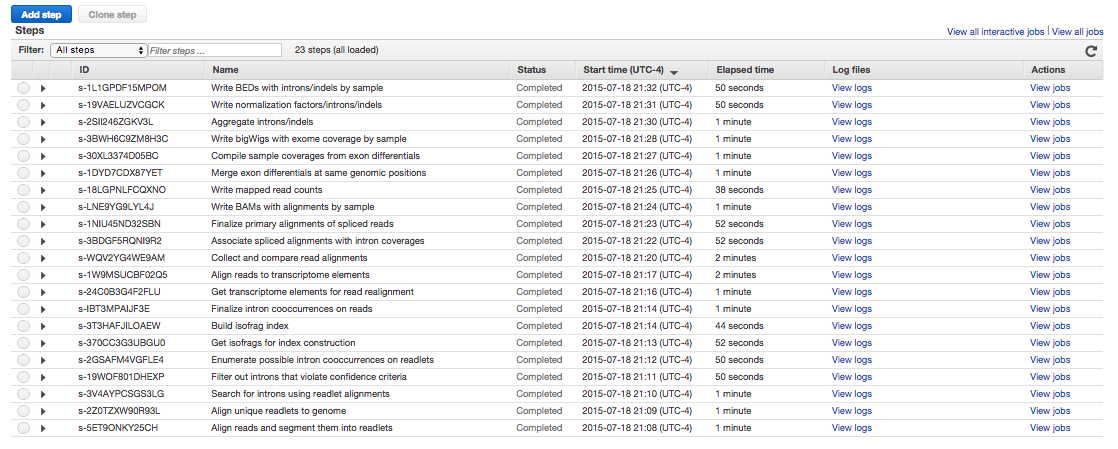 Add step Clone step
Steps View all interactive jobs | View all jobs
Filter: All steps Filter steps ... 23 steps (all loaded)
ID Name Status Start time (UTC-4) Elapsed time Log files Actions
s-1L1GPDF15MPOM Write BEDs with introns/indels by sample Completed 2015-07-18 21:32 (UTC-4) 50 seconds View logs View jobs
s-19VAELUZVCGCK Write normalization factors/introns/indels Completed 2015-07-18 21:31 (UTC-4) 50 seconds View logs View jobs
s-2SII246ZGKV3L Aggregate introns/indels Completed 2015-07-18 21:30 (UTC-4) 1 minute View logs View jobs
s-3BWH6C9ZM8H3C Write bigWigs with exome coverage by sample Completed 2015-07-18 21:28 (UTC-4) 1 minute View logs View jobs
s-30XL3374D05BC Compile sample coverages from exon differentials Completed 2015-07-18 21:27 (UTC-4) 1 minute View logs View jobs
s-1DYD7CDX87YET Merge exon differentials at same genomic positions Completed 2015-07-18 21:26 (UTC-4) 1 minute View logs View jobs
s-18LGPNLFCQXNO Write mapped read counts Completed 2015-07-18 21:25 (UTC-4) 38 seconds View logs View jobs
s-LNE9YG9LYL4J Write BAMs with alignments by sample Completed 2015-07-18 21:24 (UTC-4) 1 minute View logs View jobs
s-1NIU45ND32SBN Finalize primary alignments of spliced reads Completed 2015-07-18 21:23 (UTC-4) 52 seconds View logs View jobs
s-3BDGF5RQNI9R2 Associate spliced alignments with intron coverages Completed 2015-07-18 21:22 (UTC-4) 52 seconds View logs View jobs
s-WQV2YG4WE9AM Collect and compare read alignments Completed 2015-07-18 21:20 (UTC-4) 2 minutes View logs View jobs
s-1W9MSUCBF02Q5 Align reads to transcriptome elements Completed 2015-07-18 21:17 (UTC-4) 2 minutes View logs View jobs
s-24C0B3G4F2FLU Get transcriptome elements for read realignment Completed 2015-07-18 21:16 (UTC-4) 1 minute View logs View jobs
s-IBT3MPAIJF3E Finalize intron cooccurrences on reads Completed 2015-07-18 21:14 (UTC-4) 1 minute View logs View jobs
s-3T3HAFJILOAEW Build isofrag index Completed 2015-07-18 21:14 (UTC-4) 44 seconds View logs View jobs
s-370CC3G3UBGU0 Get isofrags for index construction Completed 2015-07-18 21:13 (UTC-4) 52 seconds View logs View jobs
s-2GSAFM4VGFLE4 Enumerate possible intron cooccurrences on readlets Completed 2015-07-18 21:12 (UTC-4) 50 seconds View logs View jobs
s-19WOF801DHEXP Filter out introns that violate confidence criteria Completed 2015-07-18 21:11 (UTC-4) 50 seconds View logs View jobs
s-3V4AYPCSGS3LG Search for introns using readlet alignments Completed 2015-07-18 21:10 (UTC-4) 1 minute View logs View jobs
s-2Z0TZXW90R93L Align unique readlets to genome Completed 2015-07-18 21:09 (UTC-4) 1 minute View logs View jobs
s-5ET9ONKY25CH Align reads and segment them into readlets Completed 2015-07-18 21:08 (UTC-4) 1 minute View logs View jobs